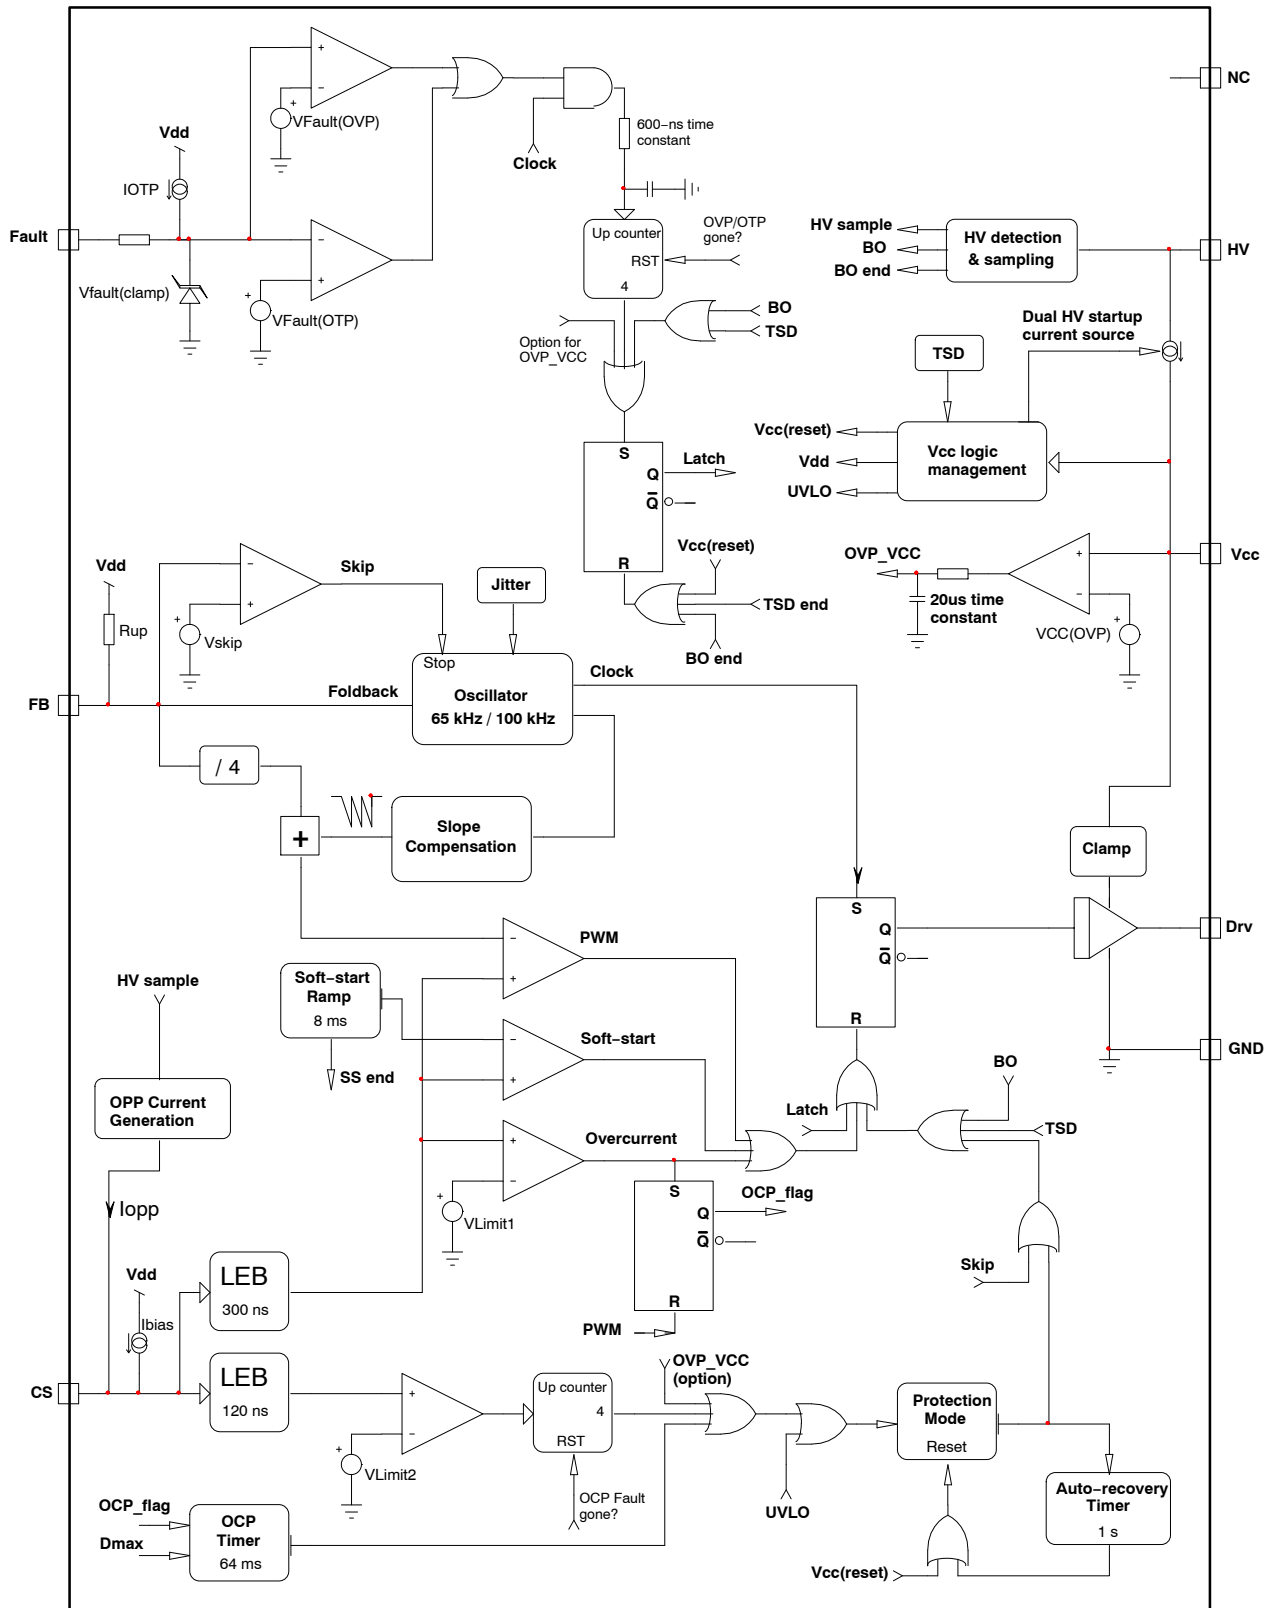 NC
VFault(OVP)
Clock
600−ns time
constant
Vdd
IOTP
Fault
Vfault(clamp)
VFault(OTP)
Up counter
RST
4
OVP/OTP
gone?
BO
TSD
Option for
OVP_VCC
HV sample
BO
BO end
HV detection
& sampling
HV
Dual HV startup
current source
TSD
Vcc(reset)
Vdd
UVLO
Vcc logic
management
S
Q
Q
R
Latch
Vcc(reset)
TSD end
BO end
OVP_VCC
20us time
constant
VCC(OVP)
Vcc
Vdd
Rup
Vskip
Skip
Jitter
Stop
Oscillator
65 kHz / 100 kHz
Clock
FB
Foldback
/ 4
+
Slope
Compensation
Clamp
S
Q
Q
R
Drv
GND
PWM
HV sample
Soft−start
Ramp
8 ms
SS end
Soft−start
OPP Current
Generation
Overcurrent
VLimit1
Latch
BO
TSD
S
Q
Q
R
OCP_flag
PWM
Iopp
Skip
Vdd
Ibias
LEB
300 ns
CS
LEB
120 ns
VLimit2
Up counter
4
RST
OCP Fault
gone?
OVP_VCC
(option)
UVLO
Protection
Mode
Reset
Auto−recovery
Timer
1 s
Vcc(reset)
OCP_flag
Dmax
OCP
Timer
64 ms